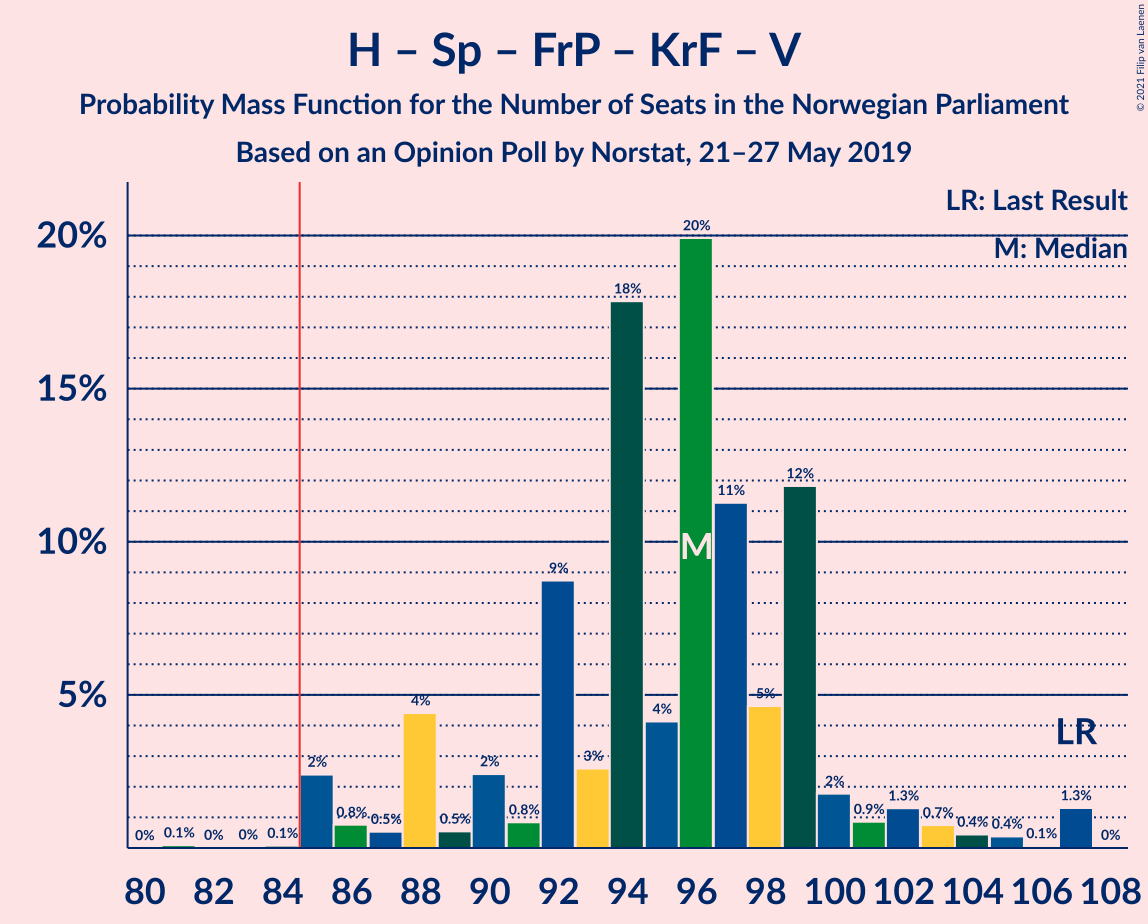 H – Sp – FrP – KrF – V
Probability Mass Function for the Number of Seats in the Norwegian Parliament
Based on an Opinion Poll by Norstat, 21–27 May 2019
© 2021 Filip van Laenen
LR: Last Result
M: Median
20%
15%
10%
5%
0% 0.1% 0% 0% 0.1% 2% 0.8% 0.5% 4% 0.5% 2% 0.8% 9% 3% 18% 4% 20% 11% 5% 12% 2% 0.9% 1.3% 0.7% 0.4% 0.4% 0.1% 1.3% 0%
M
LR
80 82 84 86 88 90 92 94 96 98 100 102 104 106 108